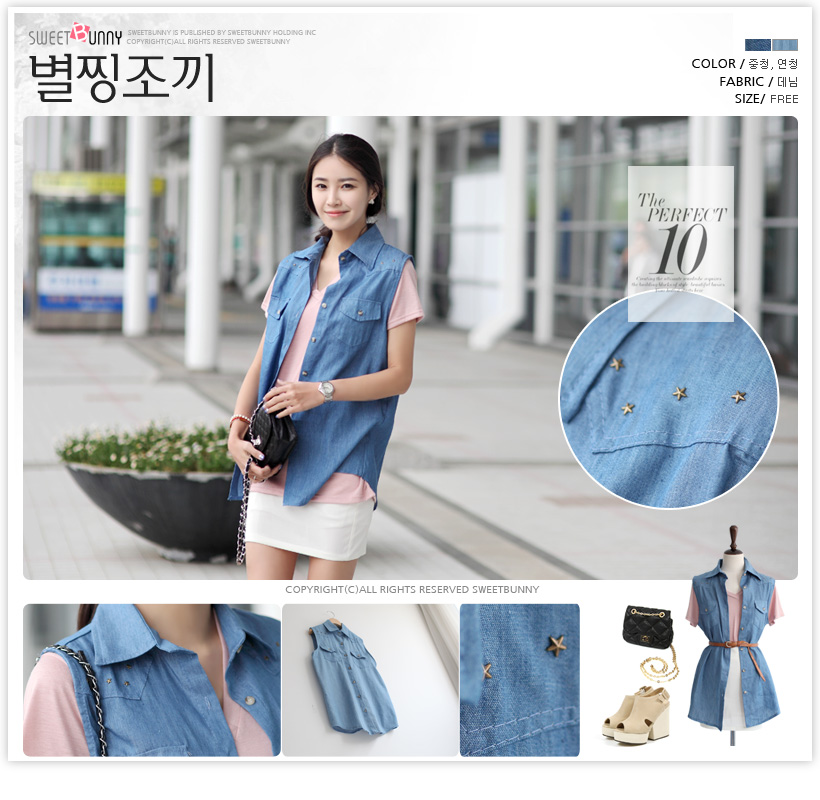 SWEETBUNNY
SWEETBUNNY IS PUBLISHED BY SWEETBUNNY HOLDING INC
COPYRIGHT(C)ALL RIGHTS RESERVED SWEETBUNNY
별찡조끼
COLOR / 중청, 연청
FABRIC / 데님
SIZE/ FREE
The
PERFECT
10
COPYRIGHT(C)ALL RIGHTS RESERVED SWEETBUNNY